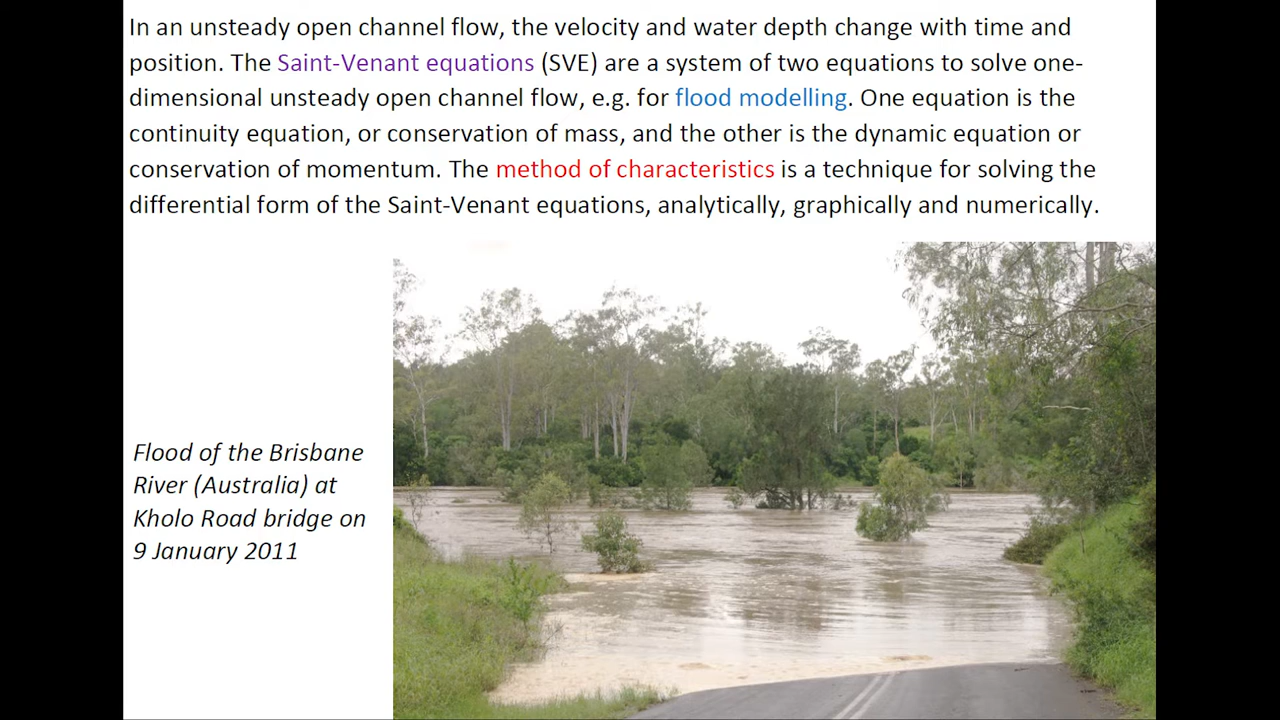 In an unsteady open channel flow, the velocity and water depth change with time and
position. The Saint-Venant equations (SVE) are a system of two equations to solve one-
dimensional unsteady open channel flow, e.g. for flood modelling. One equation is the
continuity equation, or conservation of mass, and the other is the dynamic equation or
conservation of momentum. The method of characteristics is a technique for solving the
differential form of the Saint-Venant equations, analytically, graphically and numerically.
Flood of the Brisbane
River (Australia) at
Kholo Road bridge on
9 January 2011